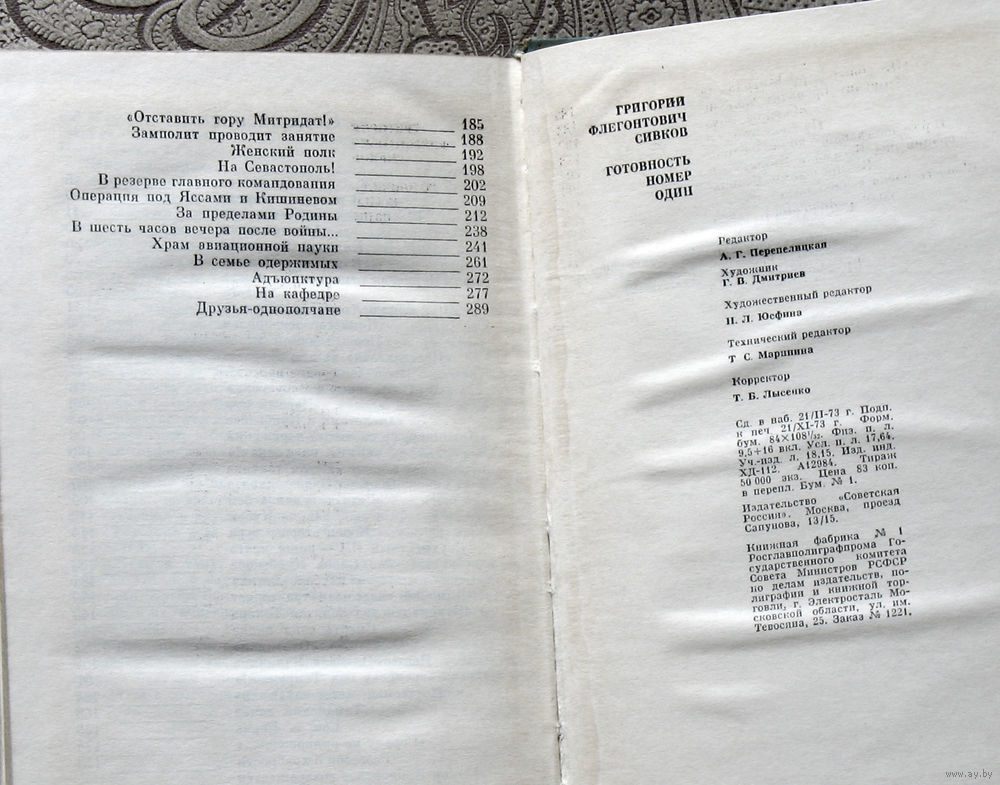 «Отставить гору Митридат!» 185
Замполит проводит занятие 188
Женский полк 192
На Севастополь! 198
В резерве главного командования 202
Операция под Яссами и Кишиневом 209
За пределами Родины 212
В шесть часов вечера после войны... 238
Храм авиационной науки 241
В семье одержимых 261
Адъюнктура 272
На кафедре 277
Друзья-однополчане 289
ГРИГОРИЙ
ФЛЕГОНТОВИЧ
СИВКОВ
ГОТОВНОСТЬ
НОМЕР
ОДИН
Редактор
А. Г. Перепелицкая
Художник
Г. В. Дмитриев
Художественный редактор
Н. Л. Юсфина
Технический редактор
Т. С. Маринина
Корректор
Т. Б. Лысенко
Сд. в наб. 21/II-73 г. Подп.
к печ. 21/XI-73 г. Форм.
бум. 84×108¹/₃₂. Физ. п. л.
9,5+16 вкл. Усл. п. л. 17,64.
Уч.-изд. л. 18,15. Изд. инд.
ХД-112. А12984. Тираж
50 000 экз. Цена 83 коп.
в перепл. Бум. № 1.
Издательство «Советская
Россия». Москва, проезд
Сапунова, 13/15.
Книжная фабрика № 1
Росглавполиграфпрома Го-
сударственного комитета
Совета Министров РСФСР
по делам издательств, по-
лиграфии и книжной тор-
говли, г. Электросталь Мо-
сковской области, ул. им.
Тевосяна, 25. Заказ № 1221.
www.ay.by